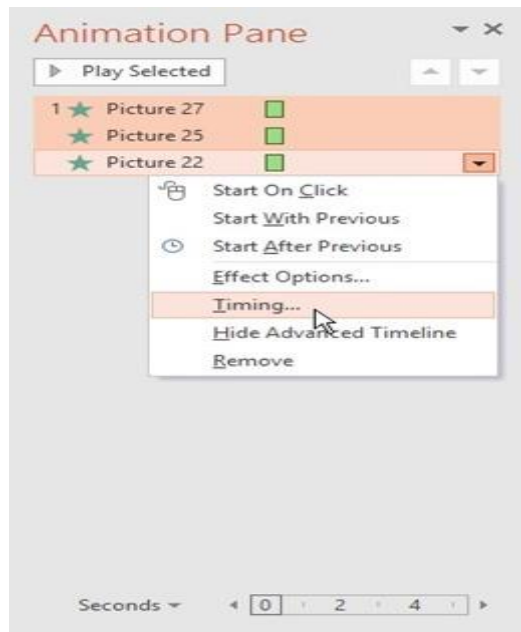 Animation Pane
Play Selected
1 Picture 27
Picture 25
Picture 22
Start On Click
Start With Previous
Start After Previous
Effect Options...
Timing...
Hide Advanced Timeline
Remove
Seconds 0 2 4